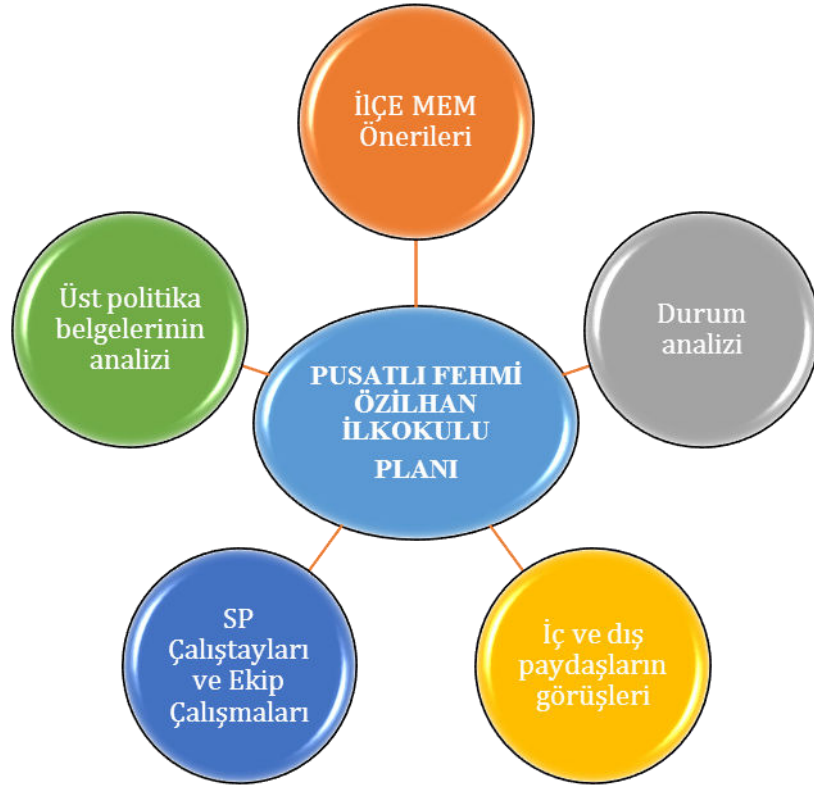 İlÇE MEM
Önerileri
Üst politika
belgelerinin
analizi
Durum
analizi
PUSATLI FEHMİ
ÖZİLHAN
İLKOKULU
PLANI
SP
Çalıştayları
ve Ekip
Çalışmaları
İç ve dış
paydaşların
görüşleri